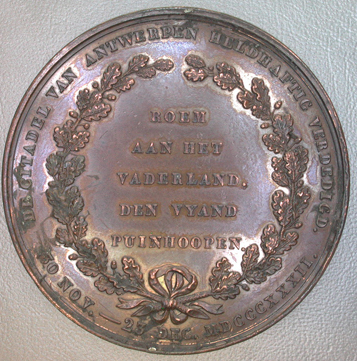 DE CITADEL VAN ANTWERPEN HELDHAFTIG VERDEDIGD.
ROEM
AAN HET
VADERLAND.
DEN VYAND
PUINHOOPEN
30 NOV. — 23 DEC. MDCCCXXXII.